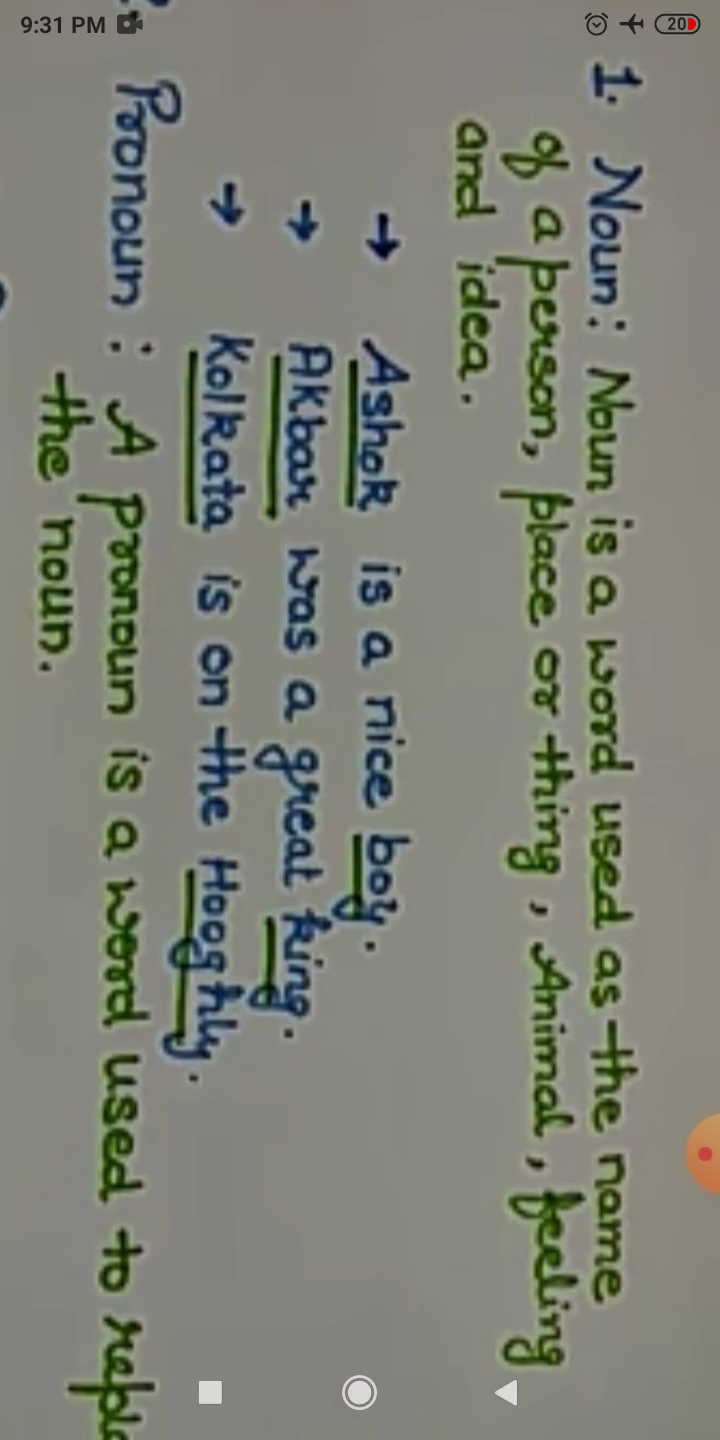 9:31 PM
20
1. Noun: Noun is a word used as the name
of a person, place or thing, Animal, feeling
and idea.
→ Ashok is a nice boy.
→ Akbar was a great king.
→ Kolkata is on the Hooghly.
Pronoun: A pronoun is a word used to
the noun.